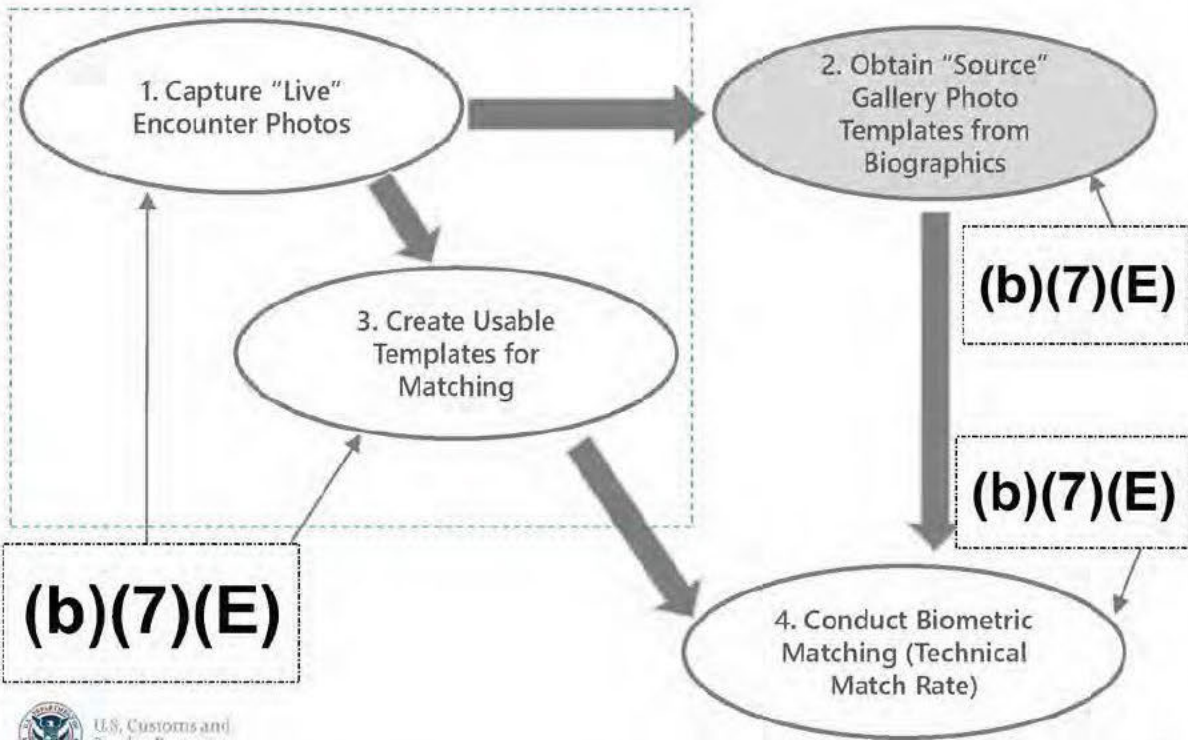 1. Capture "Live"
Encounter Photos
2. Obtain "Source"
Gallery Photo
Templates from
Biographics
(b)(7)(E)
3. Create Usable
Templates for
Matching
(b)(7)(E)
(b)(7)(E)
4. Conduct Biometric
Matching (Technical
Match Rate)
U.S. Customs and